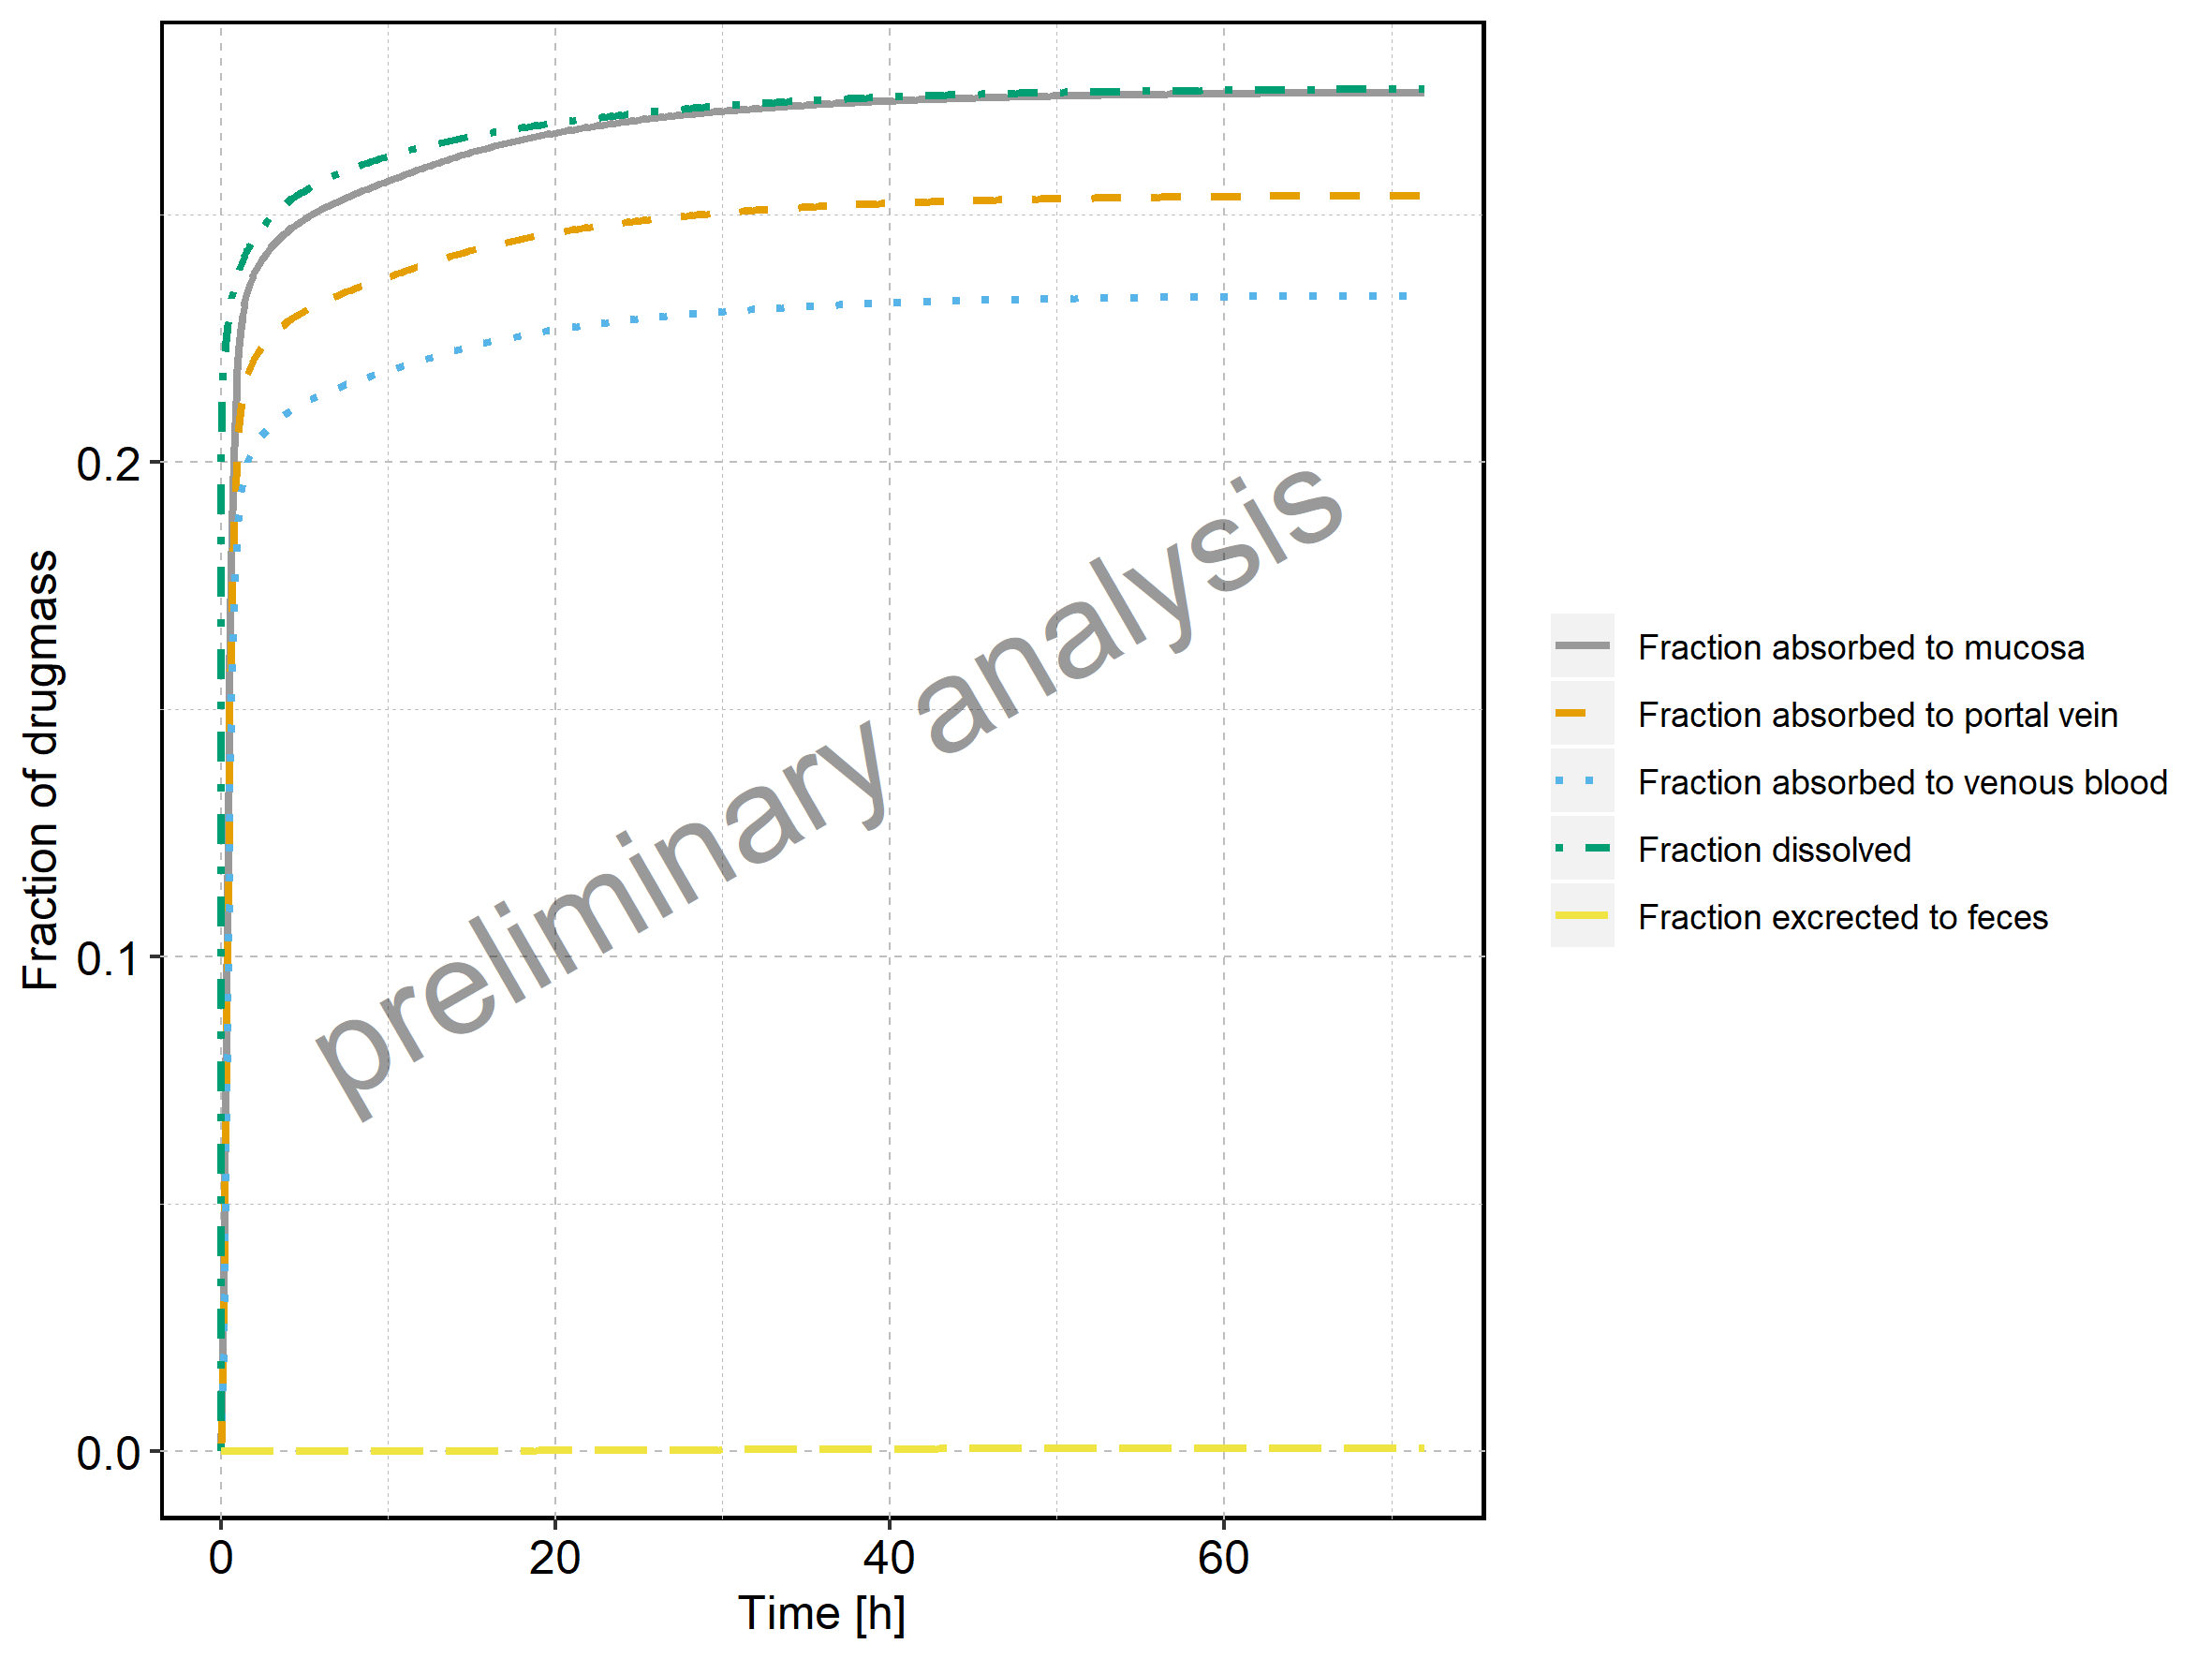 Fraction of drugmass
0.2
0.1
0.0
0
20
40
60
Time [h]
preliminary analysis
Fraction absorbed to mucosa
Fraction absorbed to portal vein
Fraction absorbed to venous blood
Fraction dissolved
Fraction excrected to feces